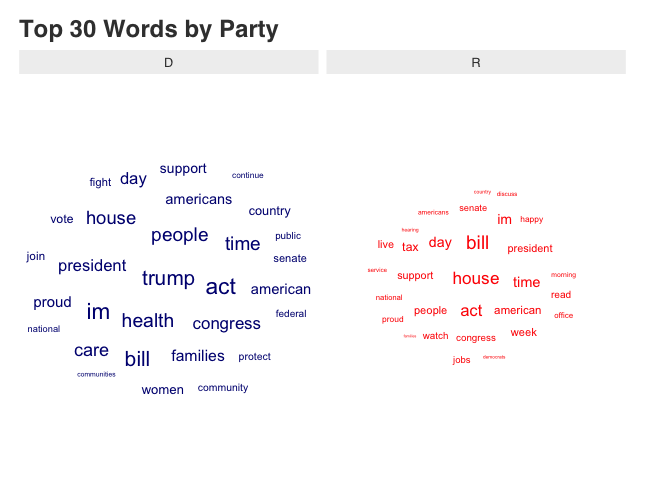 Top 30 Words by Party
D
R
support
continue
fight
day
americans
country
vote
house
people
time
public
join
president
senate
trump
act
american
proud
im
health
congress
federal
national
care
bill
families
protect
communities
women
community
country
discuss
americans
senate
im
happy
hearing
live
tax
day
bill
president
service
support
house
time
morning
national
read
people
act
american
office
proud
families
watch
congress
week
jobs
democrats